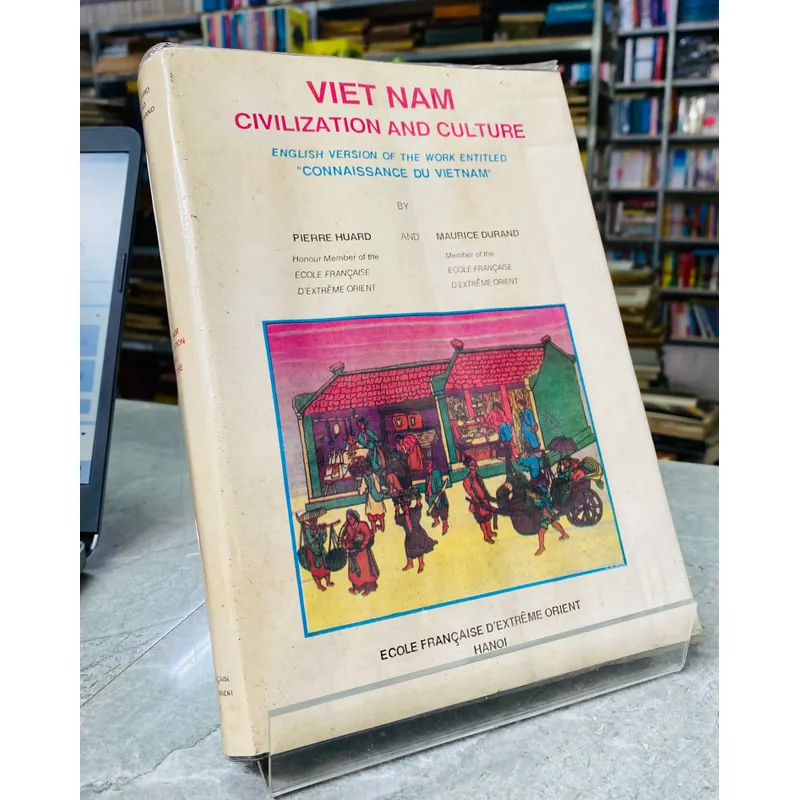 VIET NAM
CIVILIZATION AND CULTURE
ENGLISH VERSION OF THE WORK ENTITLED
"CONNAISSANCE DU VIETNAM"
BY
PIERRE HUARD AND MAURICE DURAND
Honour Member of the
ECOLE FRANÇAISE
D'EXTRÊME ORIENT
Member of the
ECOLE FRANÇAISE
D'EXTRÊME ORIENT
ECOLE FRANÇAISE D'EXTRÊME ORIENT
HANOI